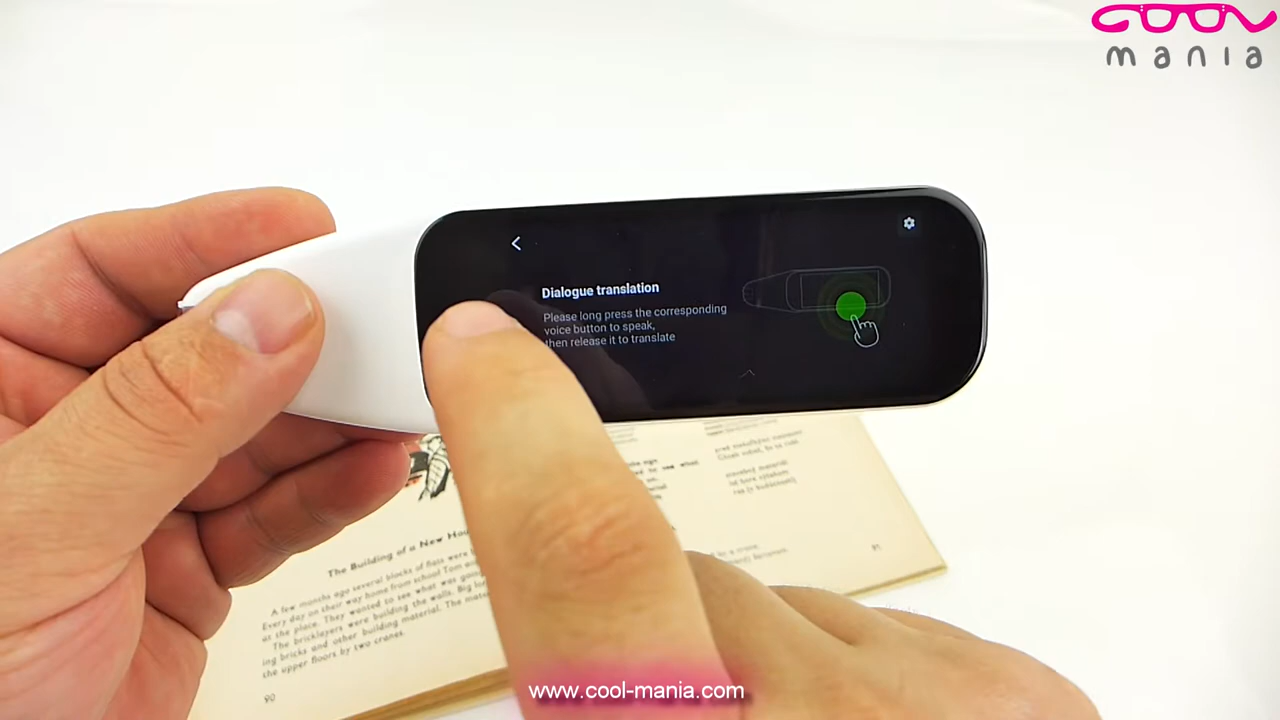 COOL
mania
Dialogue translation
Please long press the corresponding
voice button to speak,
then release it to translate
The Building of a New
A few months ago several blocks of flats were
Every day on their way home from school Tom
at the place. They wanted to see what was
The bricklayers were building the walls. Big
ing bricks and other building material. The
the upper floors by two cranes.
90
91
www.cool-mania.com